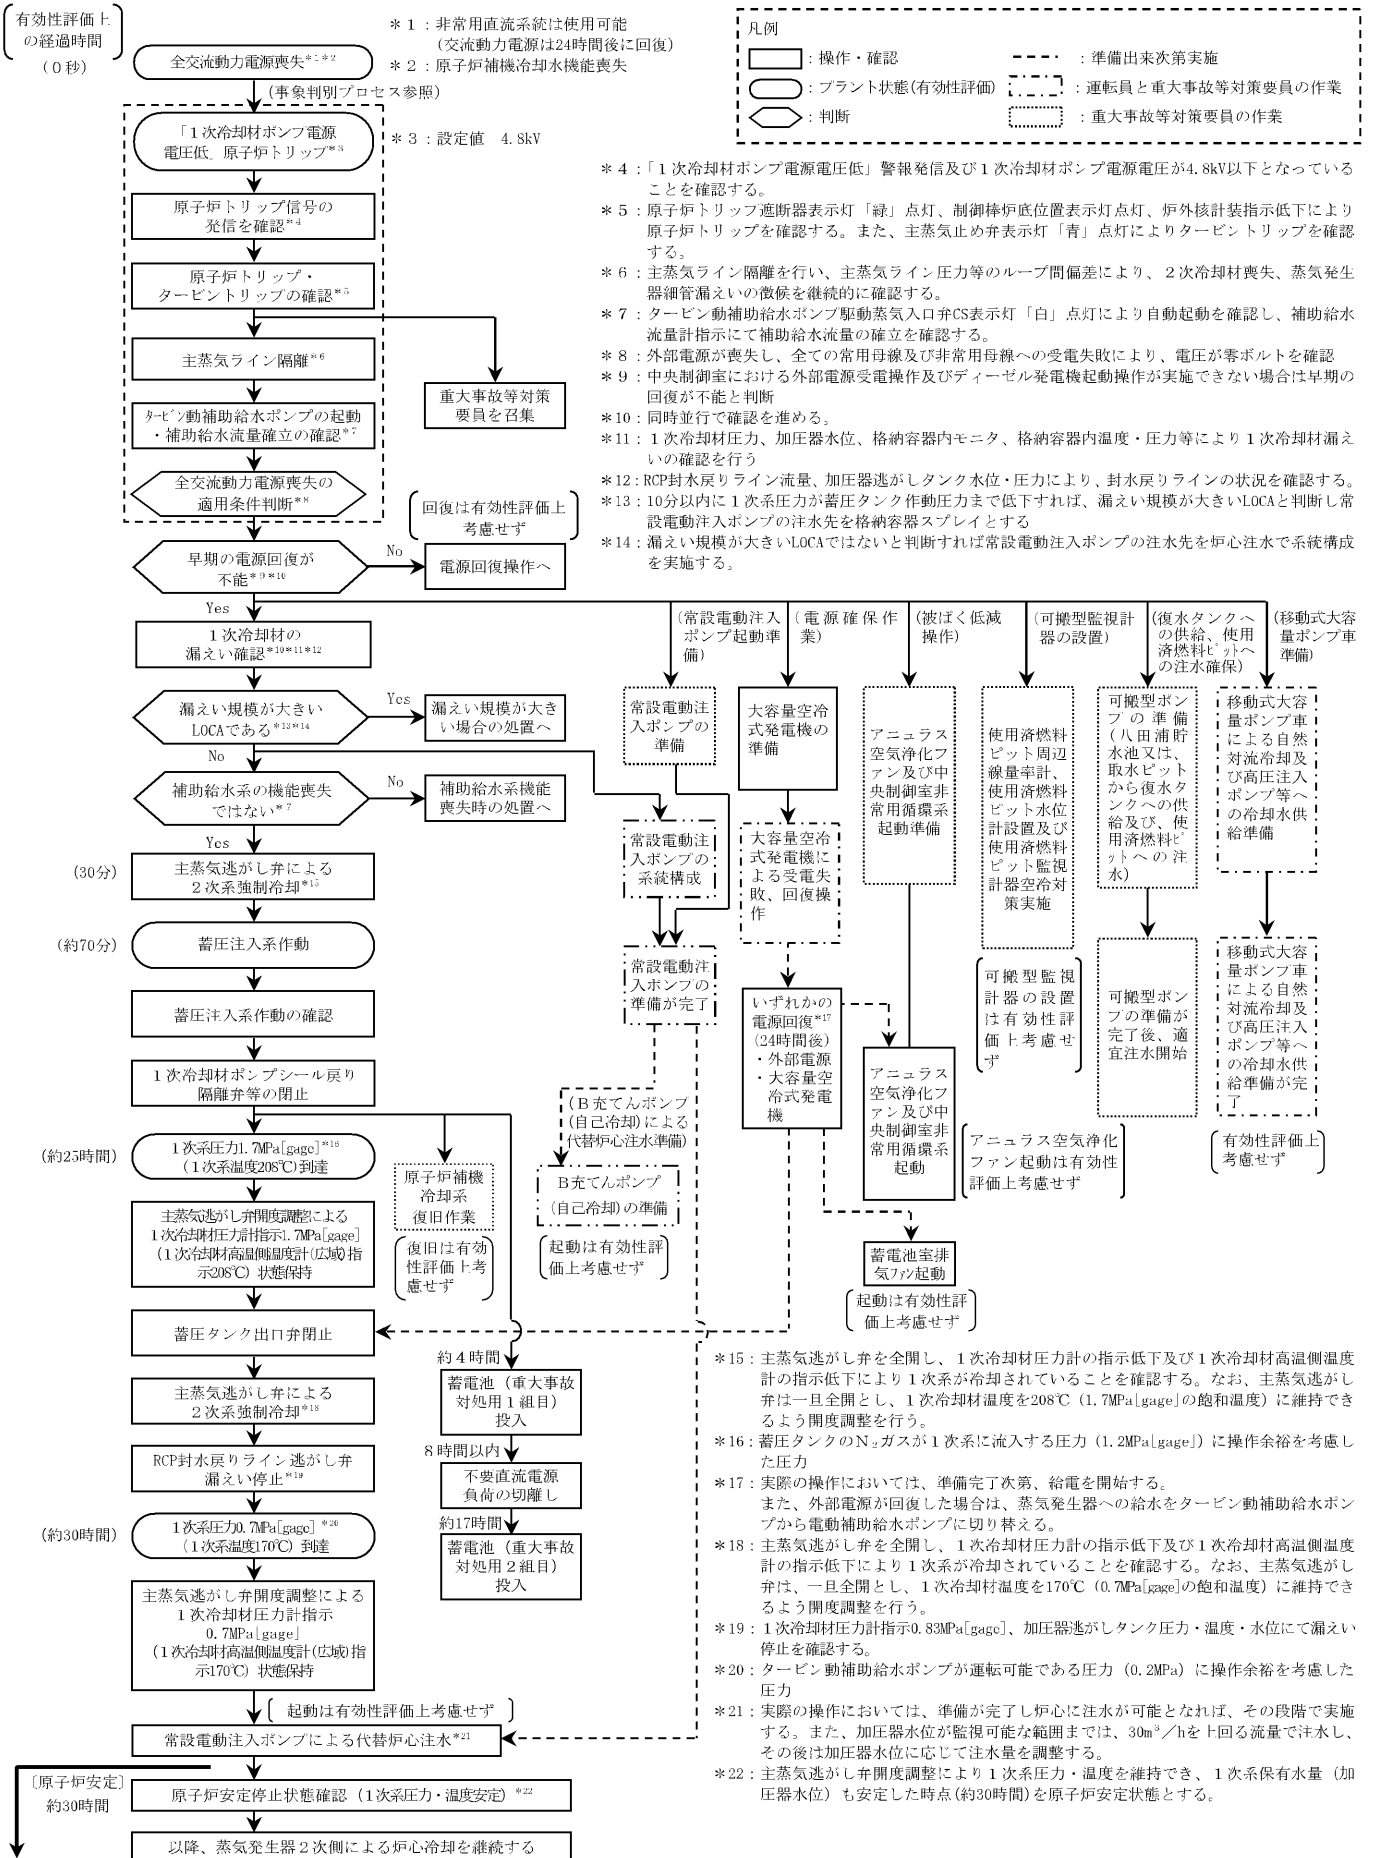 有効性評価上
の経過時間
(０秒)
全交流動力電源喪失＊１＊２
＊１：非常用直流系統は使用可能
(交流動力電源は24時間後に回復)
＊２：原子炉補機冷却水機能喪失
(事象判別プロセス参照)
凡例
：操作・確認
：準備出来次第実施
：プラント状態(有効性評価)
：運転員と重大事故等対策要員の作業
：判断
：重大事故等対策要員の作業
「１次冷却材ポンプ電源
電圧低」原子炉トリップ＊３
＊３：設定値　4.8kV
原子炉トリップ信号の
発信を確認＊４
原子炉トリップ・
タービントリップの確認＊５
主蒸気ライン隔離＊６
重大事故等対策
要員を召集
タービン動補助給水ポンプの起動
・補助給水流量確立の確認＊７
全交流動力電源喪失の
適用条件判断＊８
＊４：「１次冷却材ポンプ電源電圧低」警報発信及び１次冷却材ポンプ電源電圧が4.8kV以下となっている
ことを確認する。
＊５：原子炉トリップ遮断器表示灯「緑」点灯、制御棒炉底位置表示灯点灯、炉外核計装指示低下により
原子炉トリップを確認する。また、主蒸気止め弁表示灯「青」点灯によりタービントリップを確認
する。
＊６：主蒸気ライン隔離を行い、主蒸気ライン圧力等のループ間偏差により、２次冷却材喪失、蒸気発生
器細管漏えいの徴候を継続的に確認する。
＊７：タービン動補助給水ポンプ駆動蒸気入口弁CS表示灯「白」点灯により自動起動を確認し、補助給水
流量計指示にて補助給水流量の確立を確認する。
＊８：外部電源が喪失し、全ての常用母線及び非常用母線への受電失敗により、電圧が零ボルトを確認
＊９：中央制御室における外部電源受電操作及びディーゼル発電機起動操作が実施できない場合は早期の
回復が不能と判断
＊10：同時並行で確認を進める。
＊11：１次冷却材圧力、加圧器水位、格納容器内モニタ、格納容器内温度・圧力等により１次冷却材漏え
いの確認を行う
＊12：RCP封水戻りライン流量、加圧器逃がしタンク水位・圧力により、封水戻りラインの状況を確認する。
＊13：10分以内に１次系圧力が蓄圧タンク作動圧力まで低下すれば、漏えい規模が大きいLOCAと判断し常
設電動注入ポンプの注水先を格納容器スプレイとする
＊14：漏えい規模が大きいLOCAではないと判断すれば常設電動注入ポンプの注水先を炉心注水で系統構成
を実施する。
早期の電源回復が
不能＊９＊10
No
回復は有効性評価上
考慮せず
電源回復操作へ
Yes
１次冷却材の
漏えい確認＊10＊11＊12
漏えい規模が大きい
LOCAである＊13＊14
Yes
漏えい規模が大き
い場合の処置へ
No
補助給水系の機能喪失
ではない＊７
No
補助給水系機能
喪失時の処置へ
Yes
(常設電動注入
ポンプ起動準
備)
(電源確保作
業)
(被ばく低減
操作)
(可搬型監視計
器の設置)
(復水タンクへ
の供給、使用
済燃料ピットへ
の注水確保)
(移動式大容
量ポンプ車
準備)
常設電動注
入ポンプの
準備
大容量空冷
式発電機の
準備
アニュラス
空気浄化フ
ァン及び中
央制御室非
常用循環系
起動準備
使用済燃料
ピット周辺
線量率計、
使用済燃料
ピット水位
計設置及び
使用済燃料
ピット監視
計器空冷対
策実施
可搬型ポン
プの準備
(八田浦貯
水池又は、
取水ピット
から復水タ
ンクへの供
給及び、使
用済燃料ピ
ットへの注
水)
移動式大容
量ポンプ車
による自然
対流冷却及
び高圧注入
ポンプ等へ
の冷却水供
給準備
常設電動注
入ポンプの
系統構成
大容量空冷
式発電機に
よる受電失
敗、回復操
作
(30分)
主蒸気逃がし弁による
２次系強制冷却＊15
(約70分)
蓄圧注入系作動
蓄圧注入系作動の確認
１次冷却材ポンプシール戻り
隔離弁等の閉止
常設電動注
入ポンプの
準備が完了
いずれかの
電源回復＊17
(24時間後)
・外部電源
・大容量空
冷式発電
機
アニュラス
空気浄化フ
ァン及び中
央制御室非
常用循環系
起動
可搬型監視
計器の設置
は有効性評
価上考慮せ
ず
可搬型ポン
プの準備が
完了後、適
宜注水開始
移動式大容
量ポンプ車
による自然
対流冷却及
び高圧注入
ポンプ等へ
の冷却水供
給準備が完
了
有効性評価上
考慮せず
アニュラス空気浄化
ファン起動は有効性
評価上考慮せず
(Ｂ充てんポンプ
(自己冷却)による
代替炉心注水準備)
Ｂ充てんポンプ
(自己冷却)の準備
起動は有効性評
価上考慮せず
蓄電池室排
気ファン起動
起動は有効性評
価上考慮せず
(約25時間)
１次系圧力1.7MPa[gage]＊16
(１次系温度208℃)到達
原子炉補機
冷却系
復旧作業
復旧は有効
性評価上考
慮せず
主蒸気逃がし弁開度調整による
１次冷却材圧力計指示1.7MPa[gage]
(１次冷却材高温側温度計(広域)指
示208℃) 状態保持
蓄圧タンク出口弁閉止
主蒸気逃がし弁による
２次系強制冷却＊18
RCP封水戻りライン逃がし弁
漏えい停止＊19
(約30時間)
１次系圧力0.7MPa[gage]＊20
(１次系温度170℃) 到達
主蒸気逃がし弁開度調整による
１次冷却材圧力計指示
0.7MPa[gage]
(１次冷却材高温側温度計(広域)指
示170℃) 状態保持
約４時間
蓄電池 (重大事故
対処用１組目)
投入
８時間以内
不要直流電源
負荷の切離し
約17時間
蓄電池 (重大事故
対処用２組目)
投入
起動は有効性評価上考慮せず
常設電動注入ポンプによる代替炉心注水＊21
〔原子炉安定〕
約30時間
原子炉安定停止状態確認 (１次系圧力・温度安定)＊22
以降、蒸気発生器２次側による炉心冷却を継続する
＊15：主蒸気逃がし弁を全開し、１次冷却材圧力計の指示低下及び１次冷却材高温側温度
計の指示低下により１次系が冷却されていることを確認する。なお、主蒸気逃がし
弁は一旦全開とし、１次冷却材温度を208℃ (1.7MPa[gage]の飽和温度) に維持でき
るよう開度調整を行う。
＊16：蓄圧タンクのＮ₂ガスが１次系に流入する圧力 (1.2MPa[gage]) に操作余裕を考慮し
た圧力
＊17：実際の操作においては、準備完了次第、給電を開始する。
また、外部電源が回復した場合は、蒸気発生器への給水をタービン動補助給水ポン
プから電動補助給水ポンプに切り替える。
＊18：主蒸気逃がし弁を全開し、１次冷却材圧力計の指示低下及び１次冷却材高温側温度
計の指示低下により１次系が冷却されていることを確認する。なお、主蒸気逃がし
弁は、一旦全開とし、１次冷却材温度を170℃ (0.7MPa[gage]の飽和温度) に維持でき
るよう開度調整を行う。
＊19：１次冷却材圧力計指示0.83MPa[gage]、加圧器逃がしタンク圧力・温度・水位にて漏えい
停止を確認する。
＊20：タービン動補助給水ポンプが運転可能である圧力 (0.2MPa) に操作余裕を考慮した
圧力
＊21：実際の操作においては、準備が完了し炉心に注水が可能となれば、その段階で実施
する。また、加圧器水位が監視可能な範囲までは、30m³／hを上回る流量で注水し、
その後は加圧器水位に応じて注水量を調整する。
＊22：主蒸気逃がし弁開度調整により１次系圧力・温度を維持でき、１次系保有水量 (加
圧器水位) も安定した時点(約30時間)を原子炉安定状態とする。